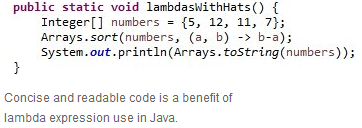 public static void lambdasWithHats() {
    Integer[] numbers = {5, 12, 11, 7};
    Arrays.sort(numbers, (a, b) -> b-a);
    System.out.println(Arrays.toString(numbers));
}
Concise and readable code is a benefit of
lambda expression use in Java.